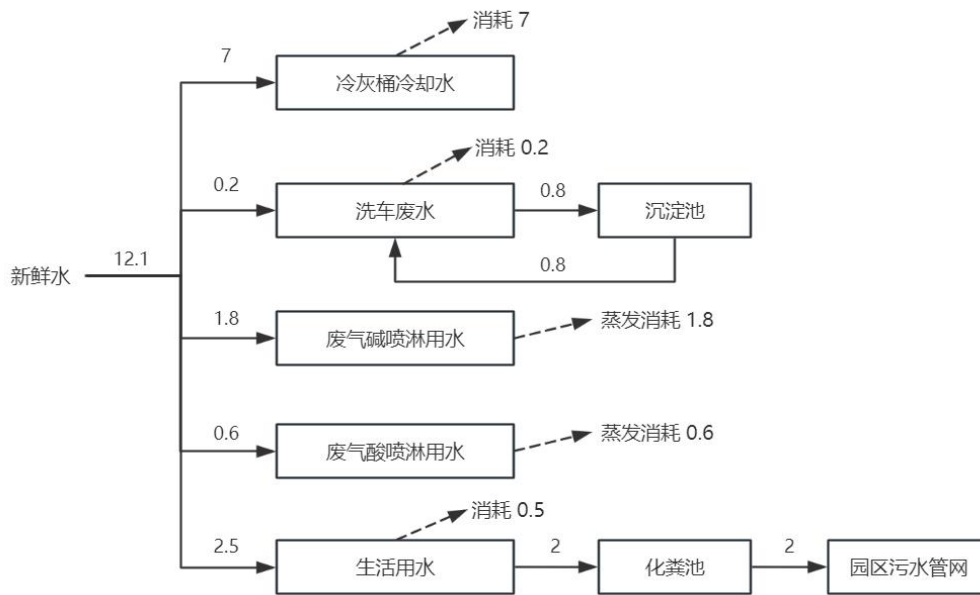 消耗 7
7
冷灰桶冷却水
消耗 0.2
0.2
洗车废水
0.8
沉淀池
0.8
新鲜水
12.1
1.8
废气碱喷淋用水
蒸发消耗 1.8
0.6
废气酸喷淋用水
蒸发消耗 0.6
消耗 0.5
2.5
生活用水
2
化粪池
2
园区污水管网